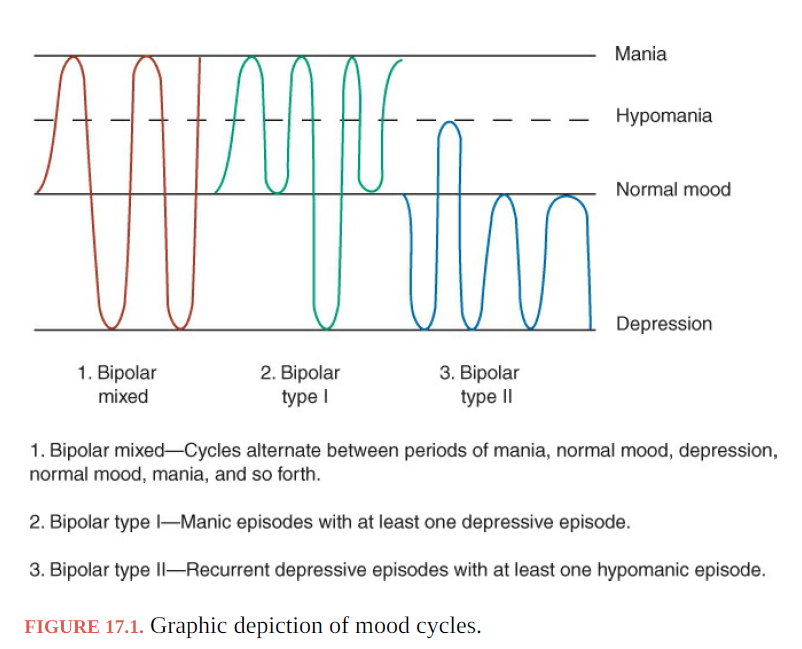 Mania
Hypomania
Normal mood
Depression
1. Bipolar
mixed
2. Bipolar
type I
3. Bipolar
type II
1. Bipolar mixed—Cycles alternate between periods of mania, normal mood, depression,
normal mood, mania, and so forth.
2. Bipolar type I—Manic episodes with at least one depressive episode.
3. Bipolar type II—Recurrent depressive episodes with at least one hypomanic episode.
FIGURE 17.1. Graphic depiction of mood cycles.